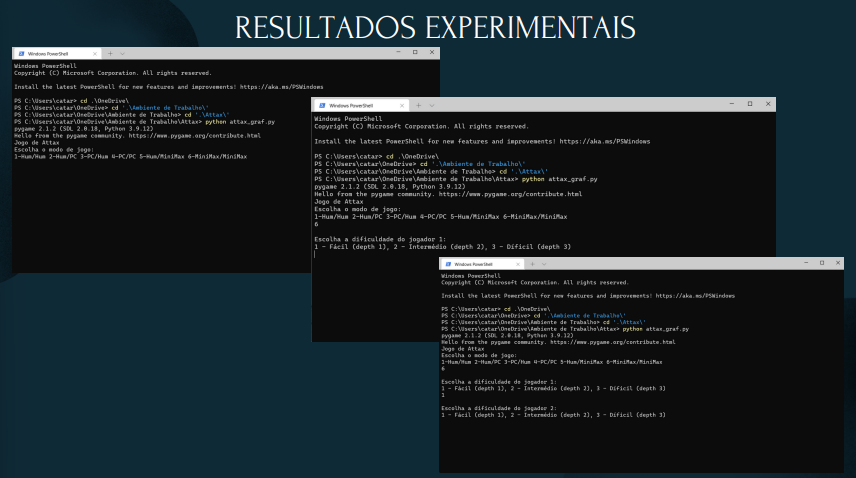 RESULTADOS EXPERIMENTAIS
Windows PowerShell
Windows PowerShell
Copyright (C) Microsoft Corporation. All rights reserved.
Install the latest PowerShell for new features and improvements! https://aka.ms/PSWindows
PS C:\Users\catar> cd .\OneDrive\
PS C:\Users\catar\OneDrive> cd '.\Ambiente de Trabalho\'
PS C:\Users\catar\OneDrive\Ambiente de Trabalho> cd '.\Attax\'
PS C:\Users\catar\OneDrive\Ambiente de Trabalho\Attax> python attax_graf.py
pygame 2.1.2 (SDL 2.0.18, Python 3.9.12)
Hello from the pygame community. https://www.pygame.org/contribute.html
Jogo de Attax
Escolha o modo de jogo:
1-Hum/Hum 2-Hum/PC 3-PC/Hum 4-PC/PC 5-Hum/MiniMax 6-MiniMax/MiniMax
Windows PowerShell
Windows PowerShell
Copyright (C) Microsoft Corporation. All rights reserved.
Install the latest PowerShell for new features and improvements! https://aka.ms/PSWindows
PS C:\Users\catar> cd .\OneDrive\
PS C:\Users\catar\OneDrive> cd '.\Ambiente de Trabalho\'
PS C:\Users\catar\OneDrive\Ambiente de Trabalho> cd '.\Attax\'
PS C:\Users\catar\OneDrive\Ambiente de Trabalho\Attax> python attax_graf.py
pygame 2.1.2 (SDL 2.0.18, Python 3.9.12)
Hello from the pygame community. https://www.pygame.org/contribute.html
Jogo de Attax
Escolha o modo de jogo:
1-Hum/Hum 2-Hum/PC 3-PC/Hum 4-PC/PC 5-Hum/MiniMax 6-MiniMax/MiniMax
6
Escolha a dificuldade do jogador 1:
1 - Fácil (depth 1), 2 - Intermédio (depth 2), 3 - Difícil (depth 3)
Windows PowerShell
Windows PowerShell
Copyright (C) Microsoft Corporation. All rights reserved.
Install the latest PowerShell for new features and improvements! https://aka.ms/PSWindows
PS C:\Users\catar> cd .\OneDrive\
PS C:\Users\catar\OneDrive> cd '.\Ambiente de Trabalho\'
PS C:\Users\catar\OneDrive\Ambiente de Trabalho> cd '.\Attax\'
PS C:\Users\catar\OneDrive\Ambiente de Trabalho\Attax> python attax_graf.py
pygame 2.1.2 (SDL 2.0.18, Python 3.9.12)
Hello from the pygame community. https://www.pygame.org/contribute.html
Jogo de Attax
Escolha o modo de jogo:
1-Hum/Hum 2-Hum/PC 3-PC/Hum 4-PC/PC 5-Hum/MiniMax 6-MiniMax/MiniMax
6
Escolha a dificuldade do jogador 1:
1 - Fácil (depth 1), 2 - Intermédio (depth 2), 3 - Difícil (depth 3)
1
Escolha a dificuldade do jogador 2:
1 - Fácil (depth 1), 2 - Intermédio (depth 2), 3 - Difícil (depth 3)